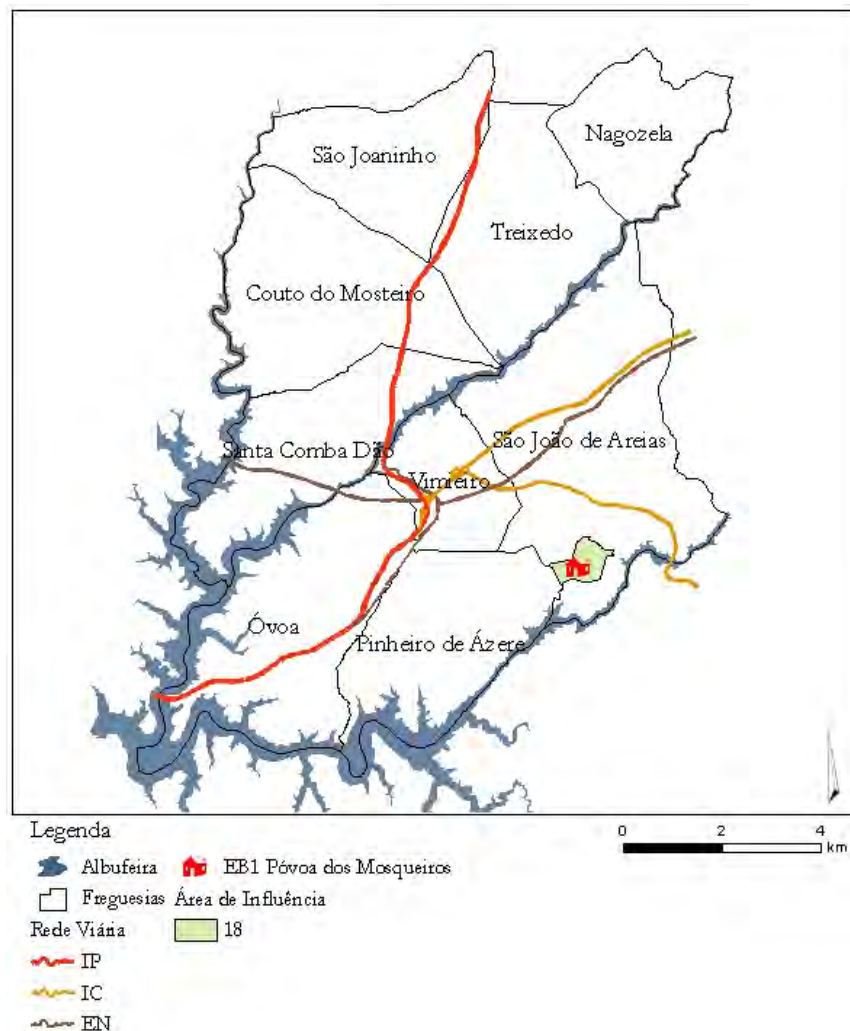 Nagozela
São Joaninho
Treixedo
Couto do Mosteiro
São João de Areias
Santa Comba Dão
Vimieiro
Óvoa
Pinheiro de Ázere
Legenda
0 2 4
km
Albufeira EB1 Póvoa dos Mosqueiros
Freguesias Área de Influência
Rede Viária 18
IP
IC
EN